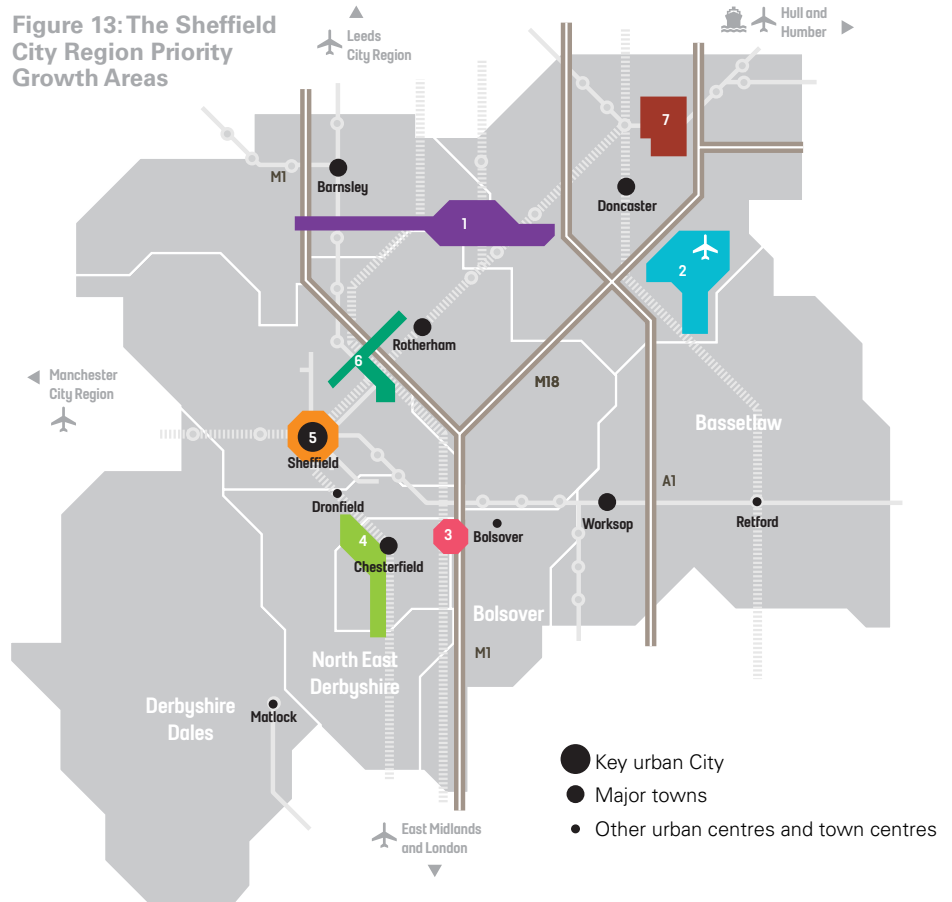 Figure 13: The Sheffield
City Region Priority
Growth Areas
Leeds
City Region
Hull and
Humber
7
M1
Barnsley
Doncaster
1
2
Rotherham
6
Manchester
City Region
M18
Bassetlaw
5
Sheffield
A1
Dronfield
Worksop
Retford
4
3
Bolsover
Chesterfield
Bolsover
North East
Derbyshire
M1
Derbyshire
Dales
Matlock
Key urban City
Major towns
Other urban centres and town centres
East Midlands
and London